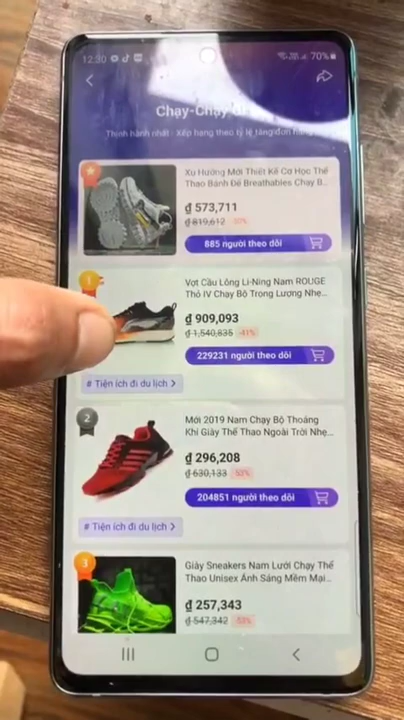 12:30
70%
Chạy-Chạy
Thịnh hành nhất - Xếp hạng theo tỷ lệ tăng đơn hàng
Xu Hướng Mới Thiết Kế Cơ Học Thể
Thao Bánh Đế Breathables Chạy B...
₫ 573,711
₫ 819,612 -30%
885 người theo dõi
1
Vợt Cầu Lông Li-Ning Nam ROUGE
Thỏ IV Chạy Bộ Trong Lượng Nhẹ...
₫ 909,093
₫ 1,540,835 -41%
229231 người theo dõi
# Tiện ích đi du lịch >
2
Mới 2019 Nam Chạy Bộ Thoáng
Khí Giày Thể Thao Ngoài Trời Nhẹ...
₫ 296,208
₫ 630,133 -53%
204851 người theo dõi
# Tiện ích đi du lịch >
3
Giày Sneakers Nam Lưới Chạy Thể
Thao Unisex Ánh Sáng Mềm Mại...
₫ 257,343
₫ 547,342 -53%